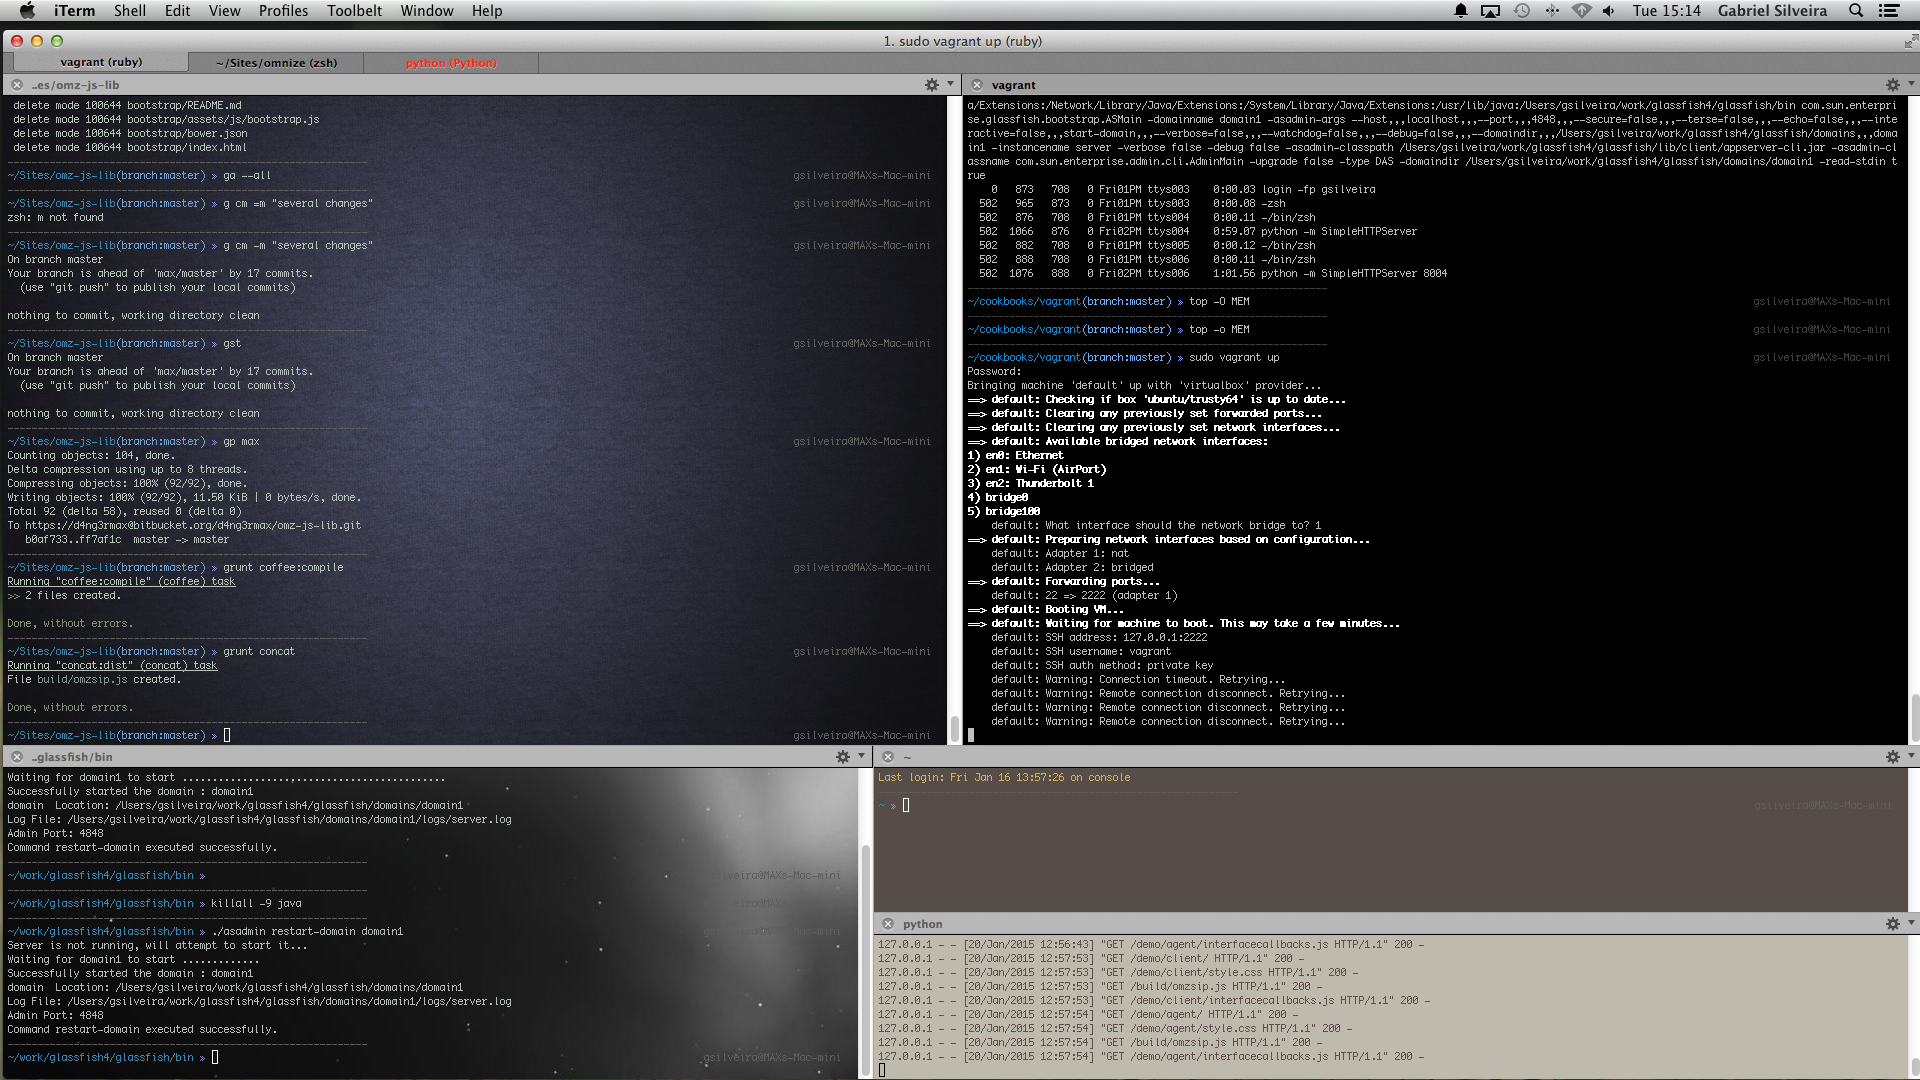 iTerm Shell Edit View Profiles Toolbelt Window Help Tue 15:14 Gabriel Silveira
1. sudo vagrant up (ruby)
vagrant (ruby) ~/Sites/omnize (zsh) python (Python)
..es/omz-js-lib
delete mode 100644 bootstrap/README.md
delete mode 100644 bootstrap/assets/js/bootstrap.js
delete mode 100644 bootstrap/bower.json
delete mode 100644 bootstrap/index.html
~/Sites/omz-js-lib(branch:master) » ga --all gsilveira@MAXs-Mac-mini
~/Sites/omz-js-lib(branch:master) » g cm =m "several changes" gsilveira@MAXs-Mac-mini
zsh: m not found
~/Sites/omz-js-lib(branch:master) » g cm -m "several changes" gsilveira@MAXs-Mac-mini
On branch master
Your branch is ahead of 'max/master' by 17 commits.
(use "git push" to publish your local commits)
nothing to commit, working directory clean
~/Sites/omz-js-lib(branch:master) » gst gsilveira@MAXs-Mac-mini
On branch master
Your branch is ahead of 'max/master' by 17 commits.
(use "git push" to publish your local commits)
nothing to commit, working directory clean
~/Sites/omz-js-lib(branch:master) » gp max gsilveira@MAXs-Mac-mini
Counting objects: 104, done.
Delta compression using up to 8 threads.
Compressing objects: 100% (92/92), done.
Writing objects: 100% (92/92), 11.50 KiB | 0 bytes/s, done.
Total 92 (delta 58), reused 0 (delta 0)
To https://d4ng3rmax@bitbucket.org/d4ng3rmax/omz-js-lib.git
b0af733..ff7af1c master -> master
~/Sites/omz-js-lib(branch:master) » grunt coffee:compile gsilveira@MAXs-Mac-mini
Running "coffee:compile" (coffee) task
>> 2 files created.
Done, without errors.
~/Sites/omz-js-lib(branch:master) » grunt concat gsilveira@MAXs-Mac-mini
Running "concat:dist" (concat) task
File build/omzsip.js created.
Done, without errors.
~/Sites/omz-js-lib(branch:master) » gsilveira@MAXs-Mac-mini
vagrant
a/Extensions:/Network/Library/Java/Extensions:/System/Library/Java/Extensions:/usr/lib/java:/Users/gsilveira/work/glassfish4/glassfish/bin com.sun.enterpri
se.glassfish.bootstrap.ASMain -domainname domain1 -asadmin-args --host,,,localhost,,,--port,,,4848,,,--secure=false,,,--terse=false,,,--echo=false,,,--inte
ractive=false,,,start-domain,,,--verbose=false,,,--watchdog=false,,,--debug=false,,,--domaindir,,,/Users/gsilveira/work/glassfish4/glassfish/domains,,,doma
in1 -instancename server -verbose false -debug false -asadmin-classpath /Users/gsilveira/work/glassfish4/glassfish/lib/client/appserver-cli.jar -asadmin-cl
assname com.sun.enterprise.admin.cli.AdminMain -upgrade false -type DAS -domaindir /Users/gsilveira/work/glassfish4/glassfish/domains/domain1 -read-stdin t
rue
0 873 708 0 Fri01PM ttys003 0:00.03 login -fp gsilveira
502 965 873 0 Fri01PM ttys003 0:00.08 -zsh
502 876 708 0 Fri01PM ttys004 0:00.11 -/bin/zsh
502 1066 876 0 Fri02PM ttys004 0:59.07 python -m SimpleHTTPServer
502 882 708 0 Fri01PM ttys005 0:00.12 -/bin/zsh
502 888 708 0 Fri01PM ttys006 0:00.11 -/bin/zsh
502 1076 888 0 Fri02PM ttys006 1:01.56 python -m SimpleHTTPServer 8004
~/cookbooks/vagrant(branch:master) » top -O MEM gsilveira@MAXs-Mac-mini
~/cookbooks/vagrant(branch:master) » top -o MEM gsilveira@MAXs-Mac-mini
~/cookbooks/vagrant(branch:master) » sudo vagrant up gsilveira@MAXs-Mac-mini
Password:
Bringing machine 'default' up with 'virtualbox' provider...
==> default: Checking if box 'ubuntu/trusty64' is up to date...
==> default: Clearing any previously set forwarded ports...
==> default: Clearing any previously set network interfaces...
==> default: Available bridged network interfaces:
1) en0: Ethernet
2) en1: Wi-Fi (AirPort)
3) en2: Thunderbolt 1
4) bridge0
5) bridge100
default: What interface should the network bridge to? 1
==> default: Preparing network interfaces based on configuration...
default: Adapter 1: nat
default: Adapter 2: bridged
==> default: Forwarding ports...
default: 22 => 2222 (adapter 1)
==> default: Booting VM...
==> default: Waiting for machine to boot. This may take a few minutes...
default: SSH address: 127.0.0.1:2222
default: SSH username: vagrant
default: SSH auth method: private key
default: Warning: Connection timeout. Retrying...
default: Warning: Remote connection disconnect. Retrying...
default: Warning: Remote connection disconnect. Retrying...
default: Warning: Remote connection disconnect. Retrying...
..glassfish/bin
Waiting for domain1 to start ............................................
Successfully started the domain : domain1
domain Location: /Users/gsilveira/work/glassfish4/glassfish/domains/domain1
Log File: /Users/gsilveira/work/glassfish4/glassfish/domains/domain1/logs/server.log
Admin Port: 4848
Command restart-domain executed successfully.
~/work/glassfish4/glassfish/bin » gsilveira@MAXs-Mac-mini
~/work/glassfish4/glassfish/bin » killall -9 java gsilveira@MAXs-Mac-mini
~/work/glassfish4/glassfish/bin » ./asadmin restart-domain domain1 gsilveira@MAXs-Mac-mini
Server is not running, will attempt to start it...
Waiting for domain1 to start .............
Successfully started the domain : domain1
domain Location: /Users/gsilveira/work/glassfish4/glassfish/domains/domain1
Log File: /Users/gsilveira/work/glassfish4/glassfish/domains/domain1/logs/server.log
Admin Port: 4848
Command restart-domain executed successfully.
~/work/glassfish4/glassfish/bin » gsilveira@MAXs-Mac-mini
~
Last login: Fri Jan 16 13:57:26 on console
~ » gsilveira@MAXs-Mac-mini
python
127.0.0.1 - - [20/Jan/2015 12:56:43] "GET /demo/agent/interfacecallbacks.js HTTP/1.1" 200 -
127.0.0.1 - - [20/Jan/2015 12:57:53] "GET /demo/client/ HTTP/1.1" 200 -
127.0.0.1 - - [20/Jan/2015 12:57:53] "GET /demo/client/style.css HTTP/1.1" 200 -
127.0.0.1 - - [20/Jan/2015 12:57:53] "GET /build/omzsip.js HTTP/1.1" 200 -
127.0.0.1 - - [20/Jan/2015 12:57:53] "GET /demo/client/interfacecallbacks.js HTTP/1.1" 200 -
127.0.0.1 - - [20/Jan/2015 12:57:54] "GET /demo/agent/ HTTP/1.1" 200 -
127.0.0.1 - - [20/Jan/2015 12:57:54] "GET /demo/agent/style.css HTTP/1.1" 200 -
127.0.0.1 - - [20/Jan/2015 12:57:54] "GET /build/omzsip.js HTTP/1.1" 200 -
127.0.0.1 - - [20/Jan/2015 12:57:54] "GET /demo/agent/interfacecallbacks.js HTTP/1.1" 200 -